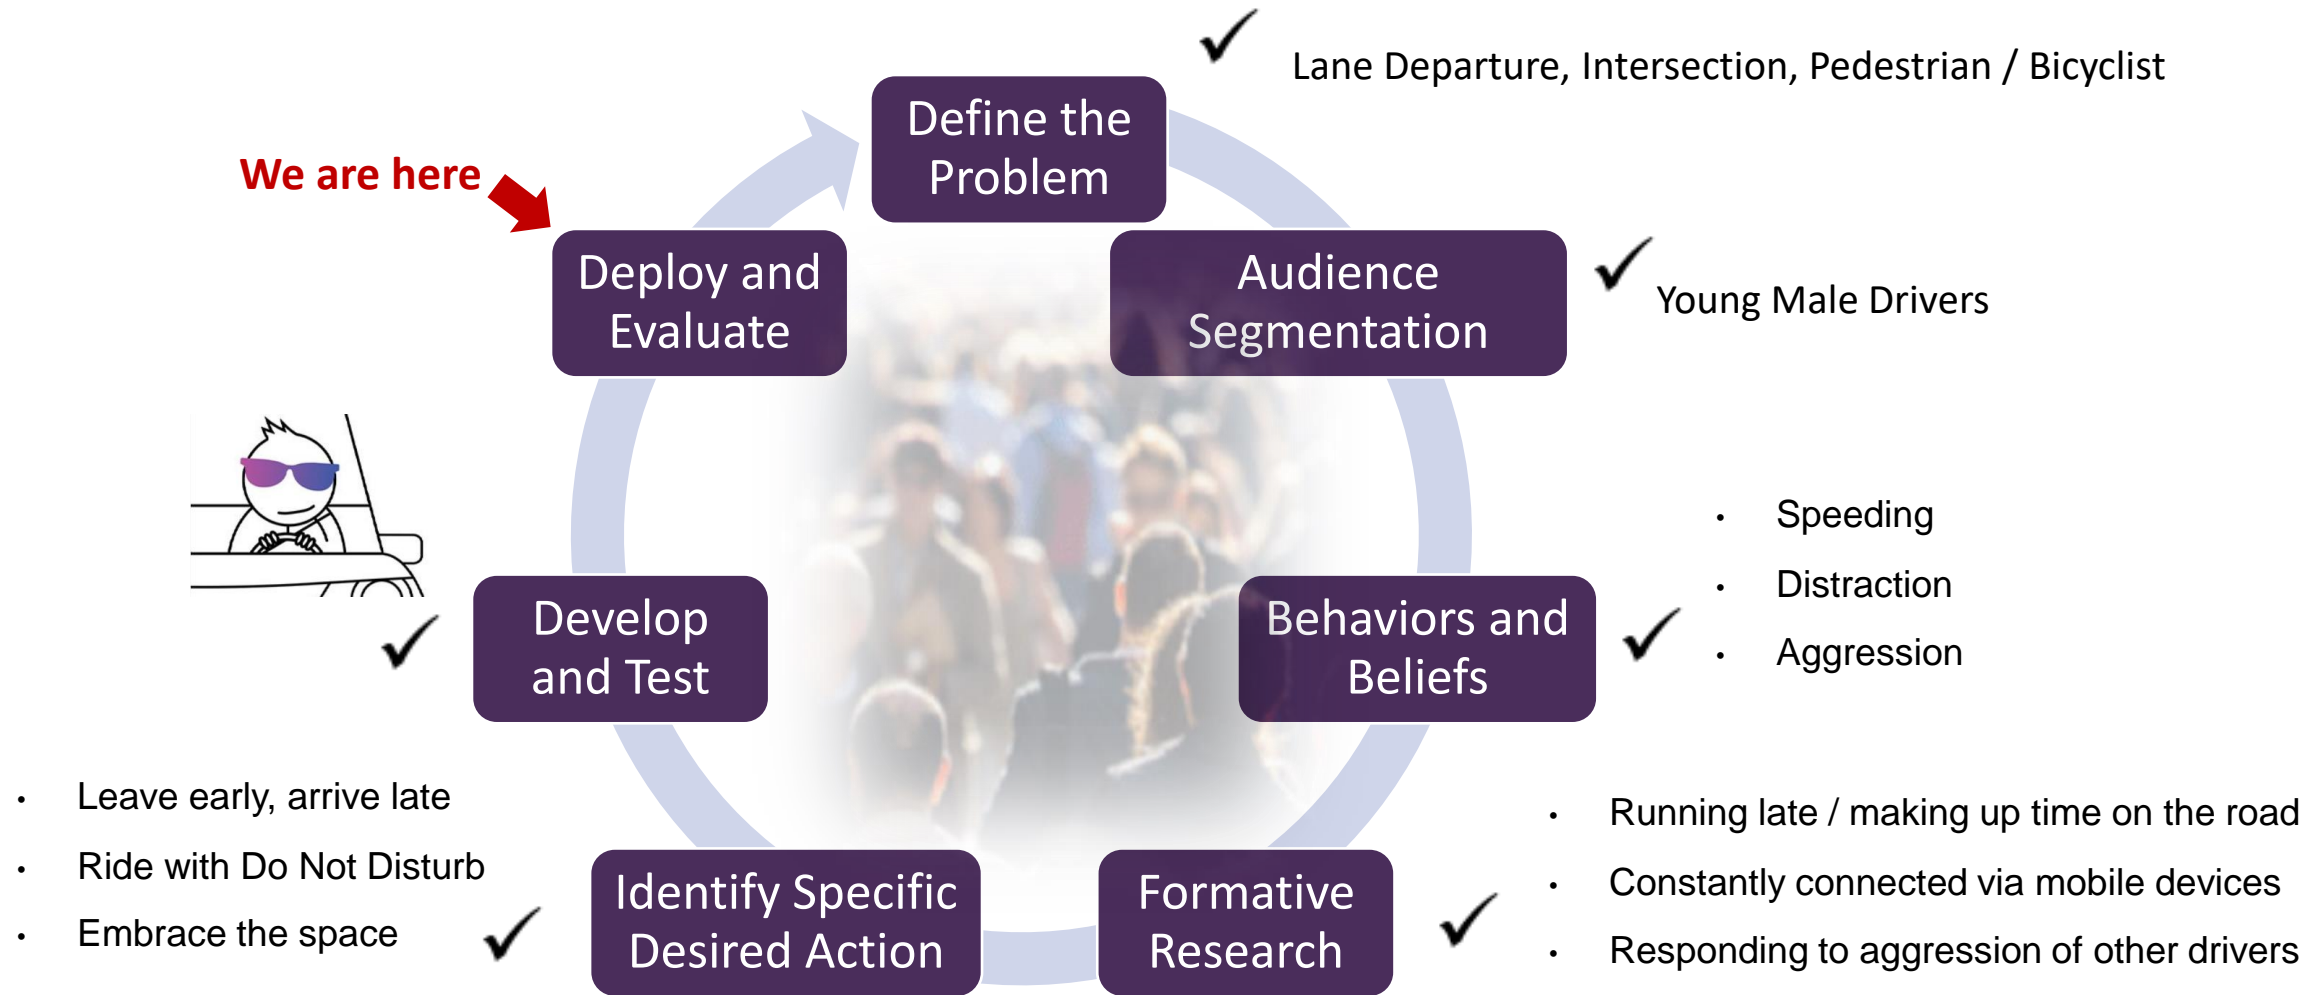 Lane Departure, Intersection, Pedestrian / Bicyclist
Define the
Problem
We are here
Deploy and
Evaluate
Audience
Segmentation
Young Male Drivers
• Speeding
• Distraction
• Aggression
Behaviors and
Beliefs
Develop
and Test
• Leave early, arrive late
• Ride with Do Not Disturb
• Embrace the space
Identify Specific
Desired Action
Formative
Research
• Running late / making up time on the road
• Constantly connected via mobile devices
• Responding to aggression of other drivers